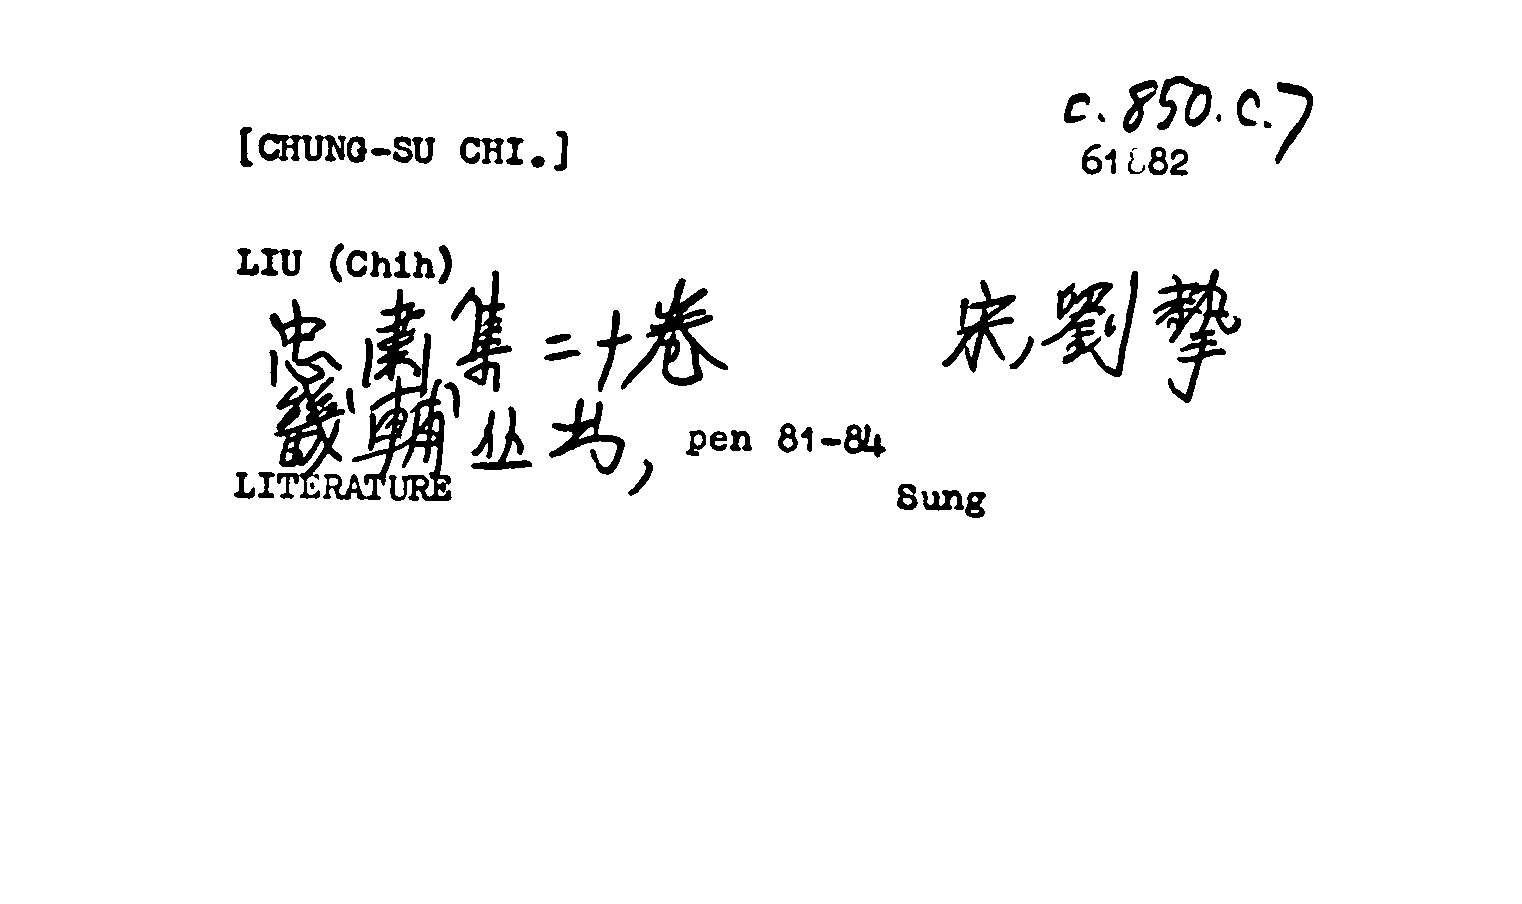 c.850.c.7
[CHUNG-SU CHI.]
LIU (Chih)
忠肅集二十卷 宋,劉摯
畿輔丛书, pen 81-84
LITERATURE
Sung